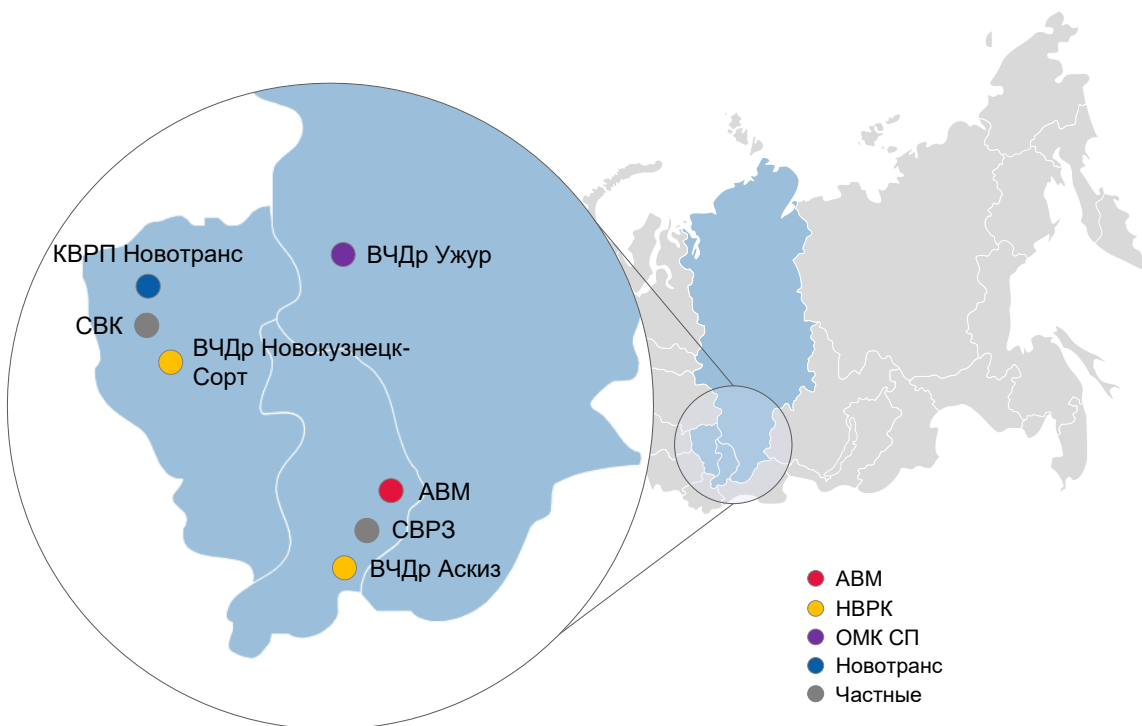 КВРП Новотранс
ВЧДр Ужур
СВК
ВЧДр Новокузнецк-
Сорт
АВМ
СВРЗ
ВЧДр Аскиз
АВМ
НВРК
ОМК СП
Новотранс
Частные